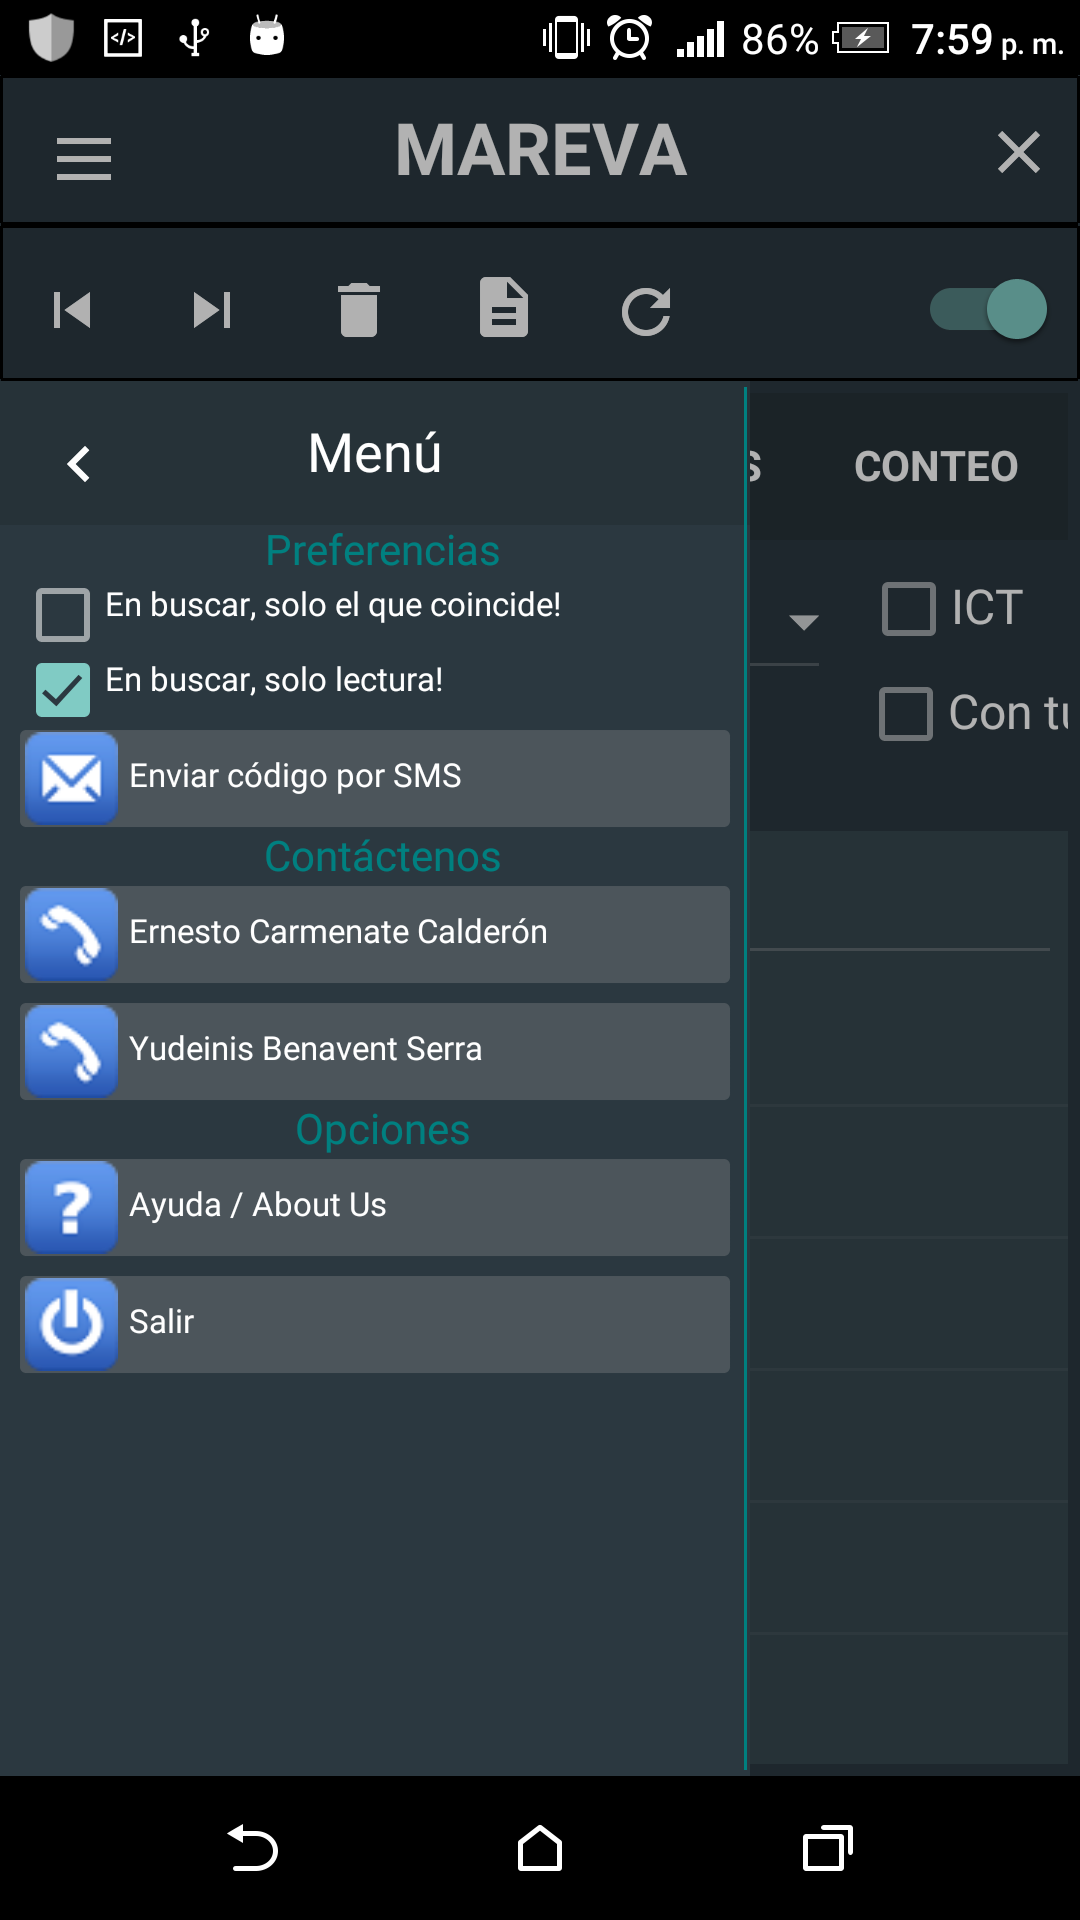 86% 7:59 p. m.
MAREVA
Menú
CONTEO
Preferencias
En buscar, solo el que coincide!
ICT
En buscar, solo lectura!
Con tu
Enviar código por SMS
Contáctenos
Ernesto Carmenate Calderón
Yudeinis Benavent Serra
Opciones
Ayuda / About Us
Salir